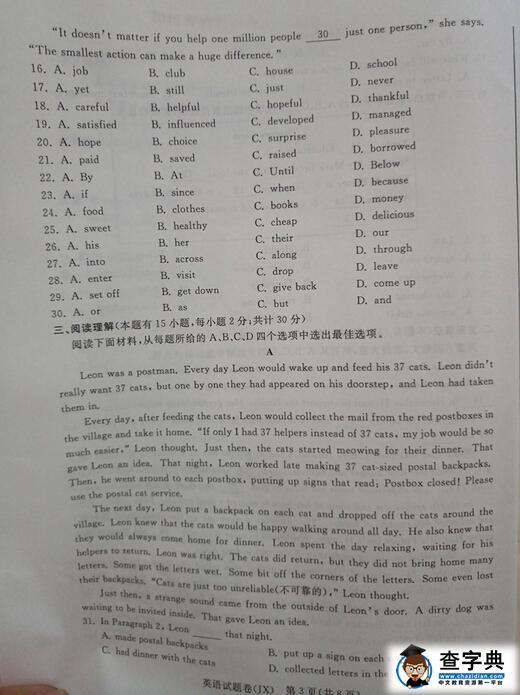 "It doesn't matter if you help one million people 30 just one person," she says.
"The smallest action can make a huge difference."
16. A. job B. club C. house D. school
17. A. yet B. still C. just D. never
18. A. careful B. helpful C. hopeful D. thankful
19. A. satisfied B. influenced C. developed D. managed
20. A. hope B. choice C. surprise D. pleasure
21. A. paid B. saved C. raised D. borrowed
22. A. By B. At C. Until D. Below
23. A. if B. since C. when D. because
24. A. food B. clothes C. books D. money
25. A. sweet B. healthy C. cheap D. delicious
26. A. his B. her C. their D. our
27. A. into B. across C. along D. through
28. A. enter B. visit C. drop D. leave
29. A. set off B. get down C. give back D. come up
30. A. or B. as C. but D. and
三、阅读理解(本题有15小题,每小题2分;共计30分)
阅读下面材料,从每题所给的A、B、C、D四个选项中选出最佳选项。
A
Leon was a postman. Every day Leon would wake up and feed his 37 cats. Leon didn't
really want 37 cats, but one by one they had appeared on his doorstep, and Leon had taken
them in.
Every day, after feeding the cats, Leon would collect the mail from the red postboxes in
the village and take it home. "If only I had 37 helpers instead of 37 cats, my job would be so
much easier," Leon thought. Just then, the cats started meowing for their dinner. That
gave Leon an idea. That night, Leon worked late making 37 cat-sized postal backpacks.
Then, he went around to each postbox, putting up signs that read; Postbox closed! Please
use the postal cat service.
The next day, Leon put a backpack on each cat and dropped off the cats around the
village. Leon knew that the cats would be happy walking around all day. He also knew that
they would always come home for dinner. Leon spent the day relaxing, waiting for his
helpers to return. Leon was right. The cats did return, but they did not bring home many
letters. Some got the letters wet. Some bit off the corners of the letters. Some even lost
their backpacks. "Cats are just too unreliable(不可靠的)," Leon thought.
Just then, a strange sound came from the outside of Leon's door. A dirty dog was
waiting to be invited inside. That gave Leon an idea.
31. In Paragraph 2, Leon ______ that night.
A. made postal backpacks B. put up a sign on each
C. had dinner with the cats D. collected letters in the
英语试题卷(JX) 第3页(共8页)
查字典
www.chazidian.com
中文教育资源第一平台